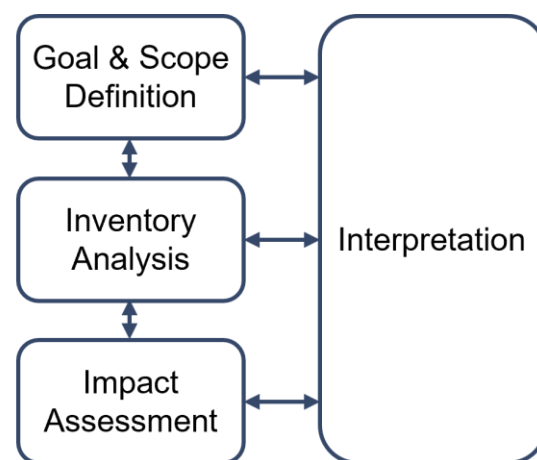 Goal & Scope
Definition
Inventory
Analysis
Interpretation
Impact
Assessment